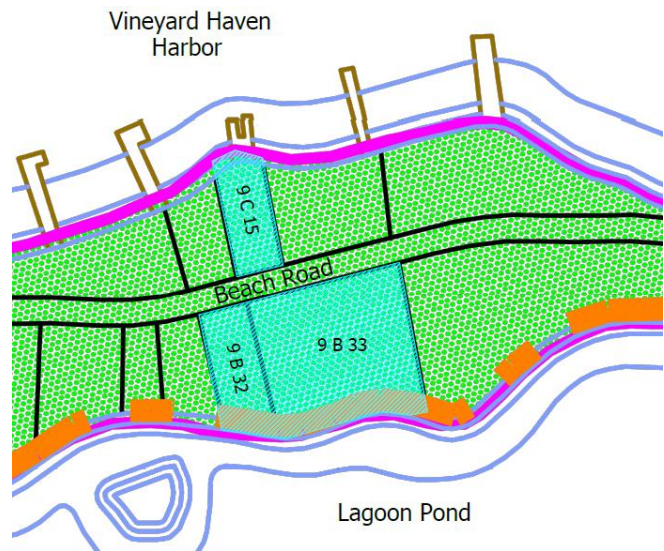 Vineyard Haven
Harbor
9 C 15
Beach Road
9 B 32
9 B 33
Lagoon Pond